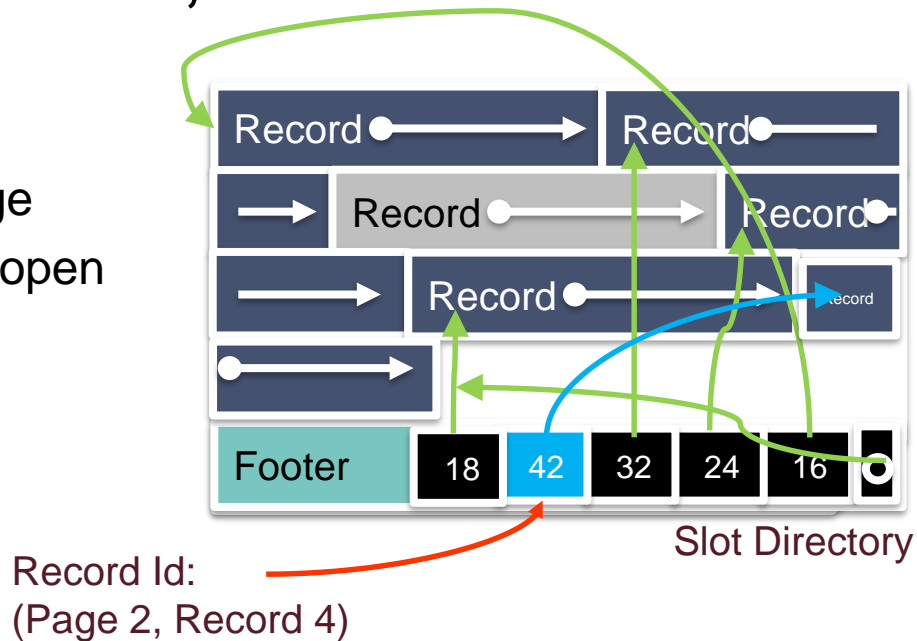 Record Record
ge
Record Record
open
Record Record
Footer 18 42 32 24 16
Slot Directory
Record Id:
(Page 2, Record 4)